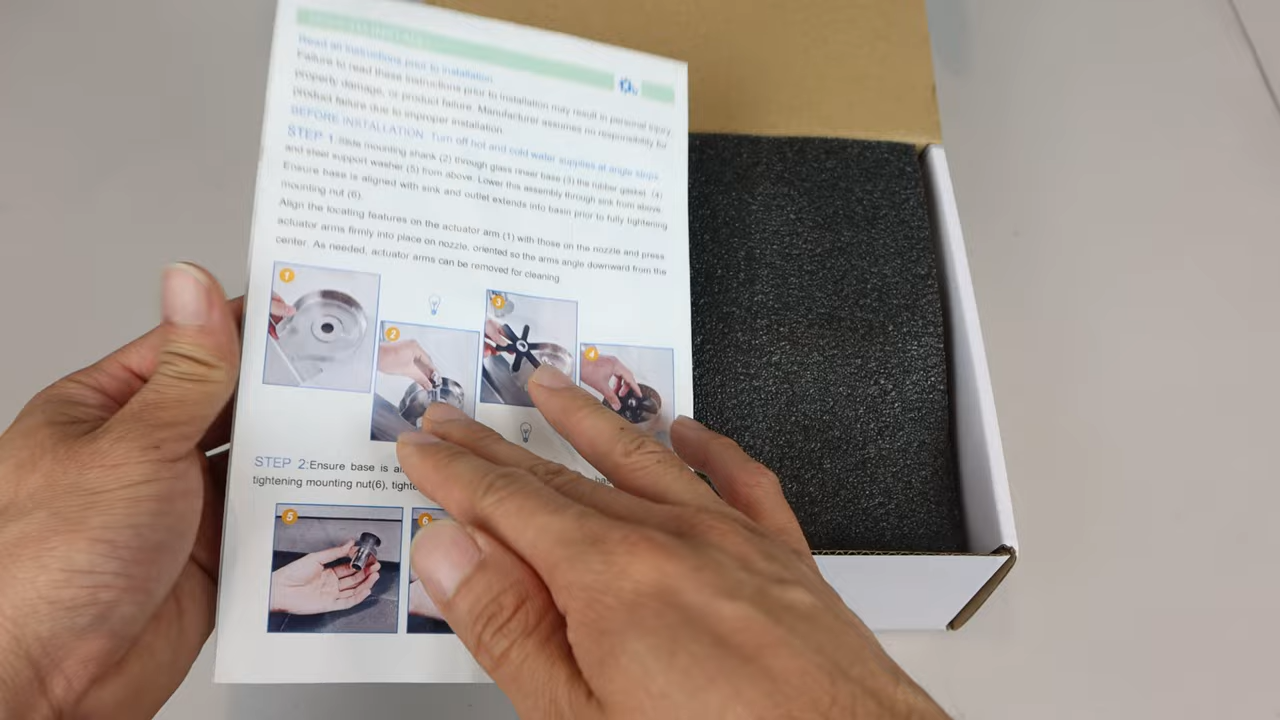 Read all instructions prior to installation.
Failure to read these instructions prior to installation may result in personal injury,
property damage, or product failure. Manufacturer assumes no responsibility for
product failure due to improper installation.
BEFORE INSTALLATION: Turn off hot and cold water supplies at angle stops
STEP 1:Slide mounting shank (2) through glass rinser base (3) the rubber gasket (4)
and steel support washer (5) from above. Lower this assembly through sink from above.
Ensure base is aligned with sink and outlet extends into basin prior to fully tightening
mounting nut (6).
Align the locating features on the actuator arm (1) with those on the nozzle and press
actuator arms firmly into place on nozzle, oriented so the arms angle downward from the
center. As needed, actuator arms can be removed for cleaning
1
2
3
4
STEP 2:Ensure base is
tightening mounting nut(6),
5
6